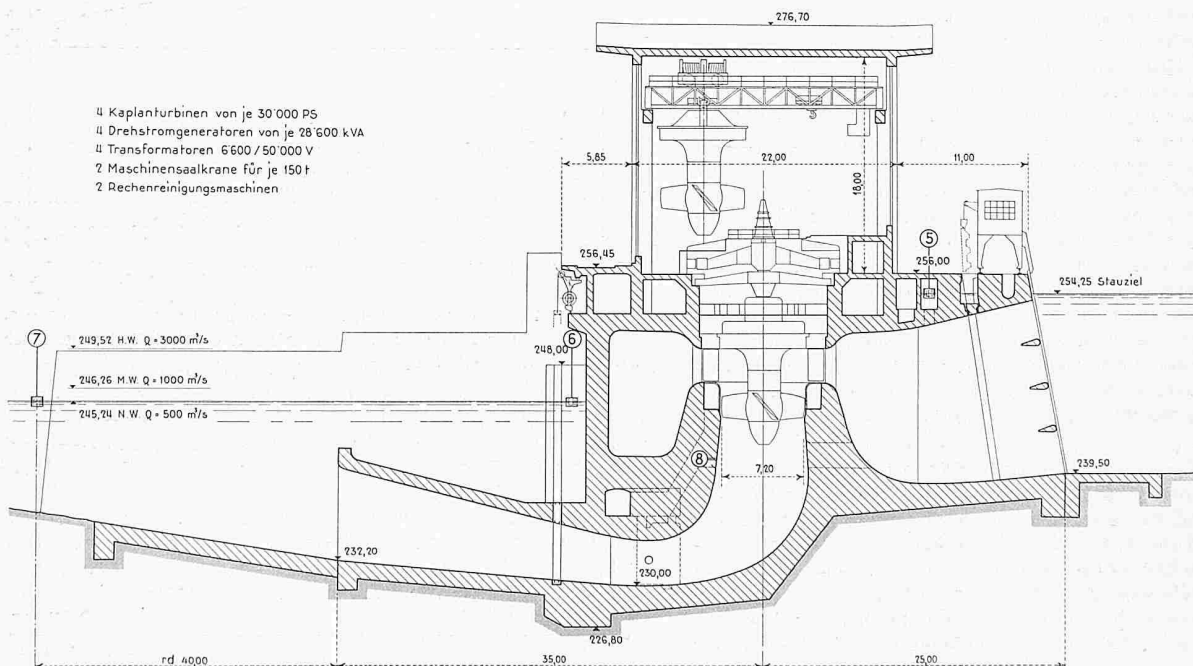 276,70
4 Kaplanturbinen von je 30'000 PS
4 Drehstromgeneratoren von je 28'600 kVA
4 Transformatoren 6'600 / 50'000 V
2 Maschinensaalkrane für je 150 t
2 Rechenreinigungsmaschinen
5,85
22,00
11,00
18,00
256,45
5
256,00
254,25 Stauziel
7
249,52 H.W. Q = 3000 m³/s
6
248,00
246,26 M.W. Q = 1000 m³/s
245,24 N.W. Q = 500 m³/s
8
7,20
239,50
232,20
230,00
226,80
rd 40,00
35,00
25,00